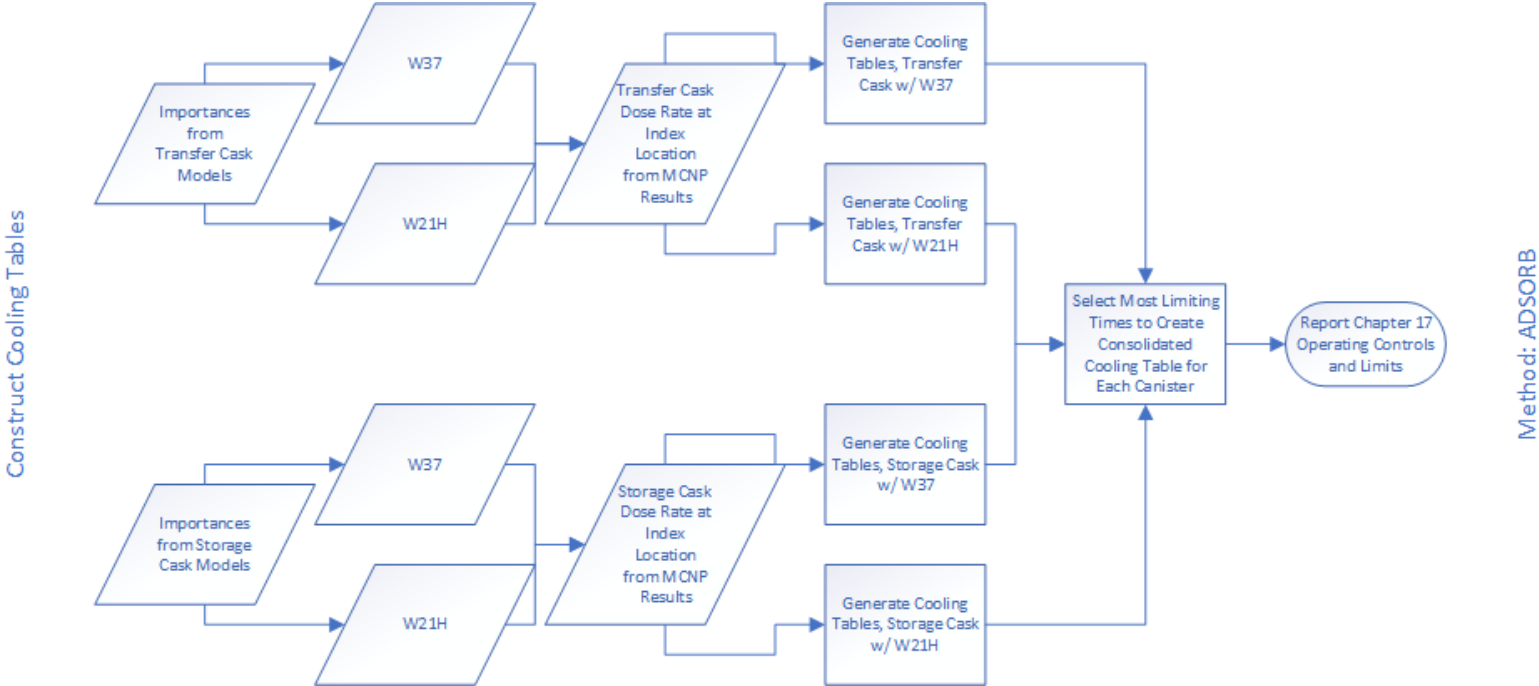 Construct Cooling Tables
Importances
from
Transfer Cask
Models
W37
W21H
Transfer Cask
Dose Rate at
Index
Location
from MCNP
Results
Generate Cooling
Tables, Transfer
Cask w/ W37
Generate Cooling
Tables, Transfer
Cask w/ W21H
Importances
from Storage
Cask Models
W37
W21H
Storage Cask
Dose Rate at
Index
Location
from MCNP
Results
Generate Cooling
Tables, Storage Cask
w/ W37
Generate Cooling
Tables, Storage Cask
w/ W21H
Select Most Limiting
Times to Create
Consolidated
Cooling Table for
Each Canister
Report Chapter 17
Operating Controls
and Limits
Method: ADSORB